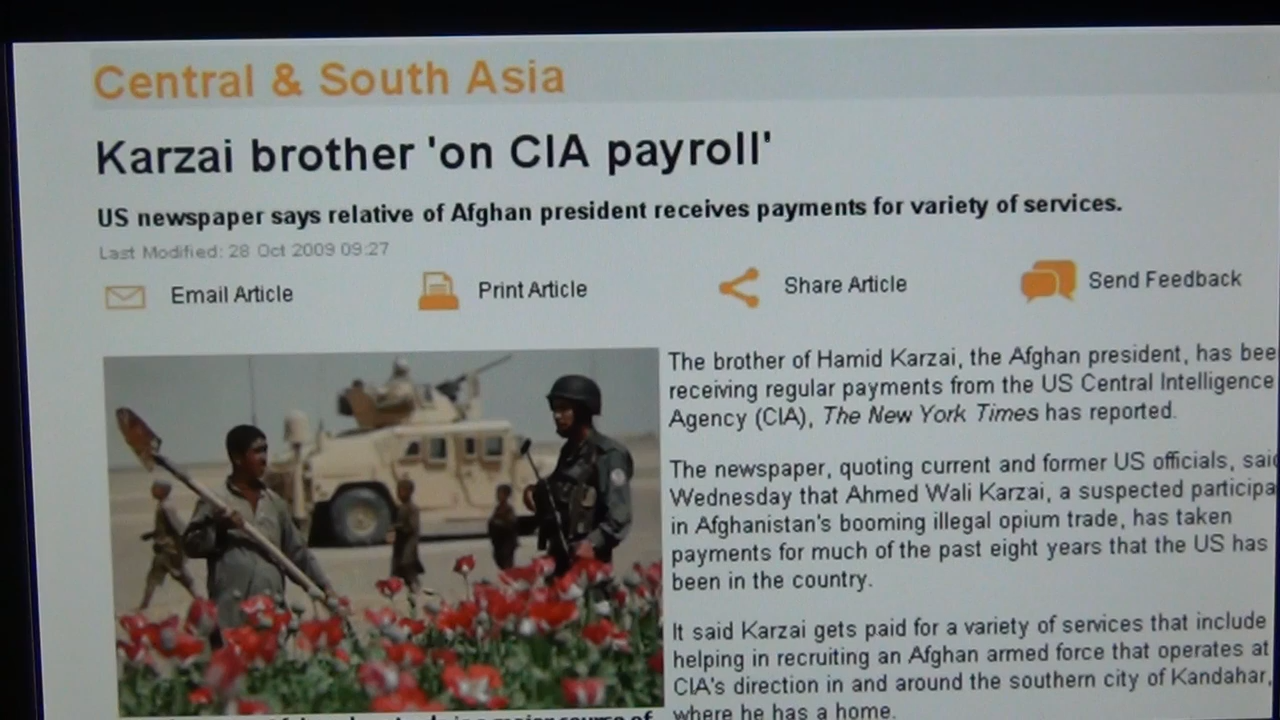 Central & South Asia
Karzai brother 'on CIA payroll'
US newspaper says relative of Afghan president receives payments for variety of services.
Last Modified: 28 Oct 2009 09:27
Email Article
Print Article
Share Article
Send Feedback
The brother of Hamid Karzai, the Afghan president, has bee
receiving regular payments from the US Central Intelligence
Agency (CIA), The New York Times has reported.
The newspaper, quoting current and former US officials, said
Wednesday that Ahmed Wali Karzai, a suspected participa
in Afghanistan's booming illegal opium trade, has taken
payments for much of the past eight years that the US has
been in the country.
It said Karzai gets paid for a variety of services that include
helping in recruiting an Afghan armed force that operates at
CIA's direction in and around the southern city of Kandahar,
where he has a home.